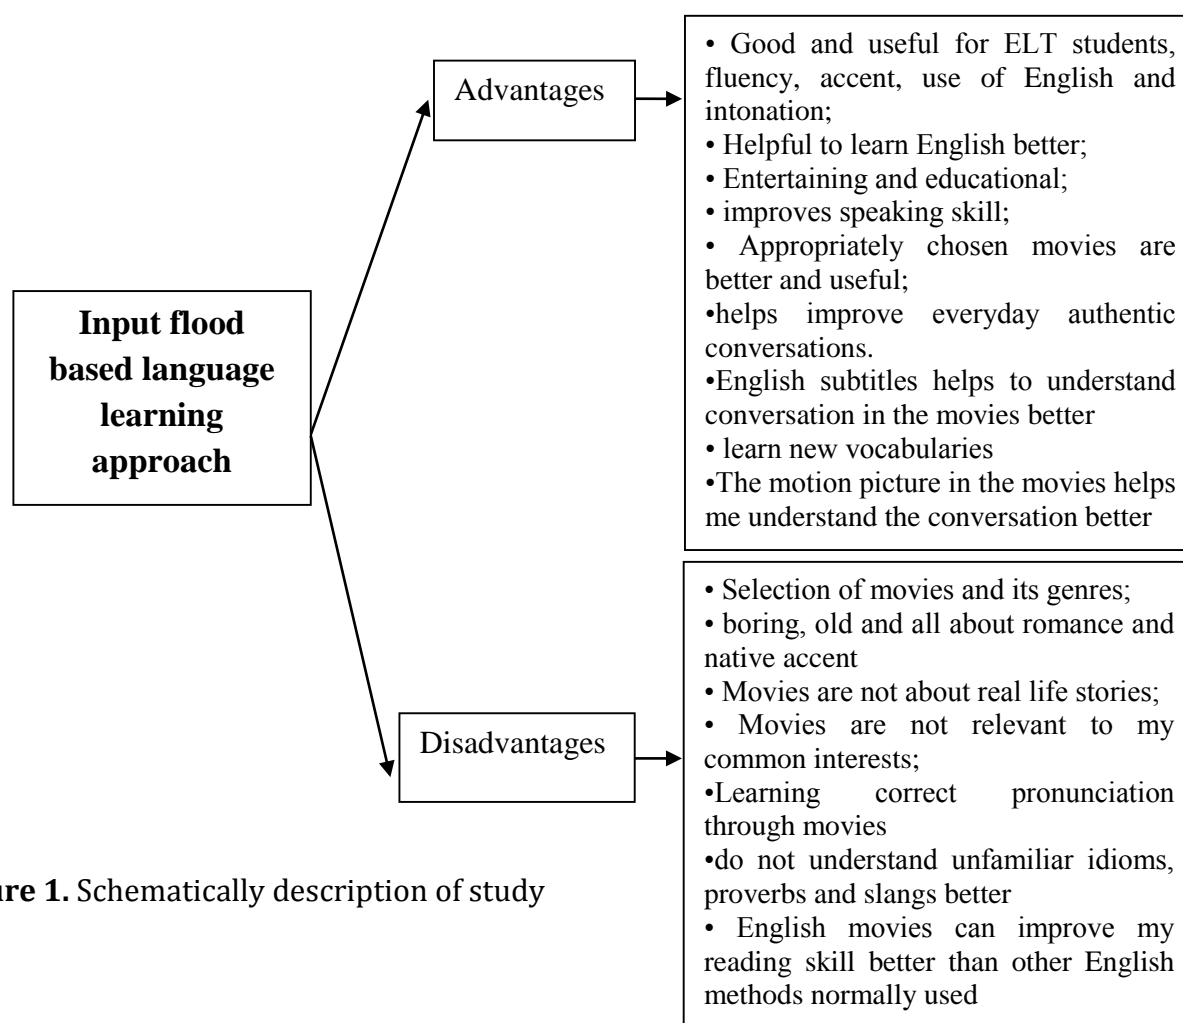 Input flood
based language
learning
approach
Advantages
• Good and useful for ELT students,
fluency, accent, use of English and
intonation;
• Helpful to learn English better;
• Entertaining and educational;
• improves speaking skill;
• Appropriately chosen movies are
better and useful;
•helps improve everyday authentic
conversations.
•English subtitles helps to understand
conversation in the movies better
• learn new vocabularies
•The motion picture in the movies helps
me understand the conversation better
Disadvantages
• Selection of movies and its genres;
• boring, old and all about romance and
native accent
• Movies are not about real life stories;
• Movies are not relevant to my
common interests;
•Learning correct pronunciation
through movies
•do not understand unfamiliar idioms,
proverbs and slangs better
• English movies can improve my
reading skill better than other English
methods normally used
ure 1. Schematically description of study